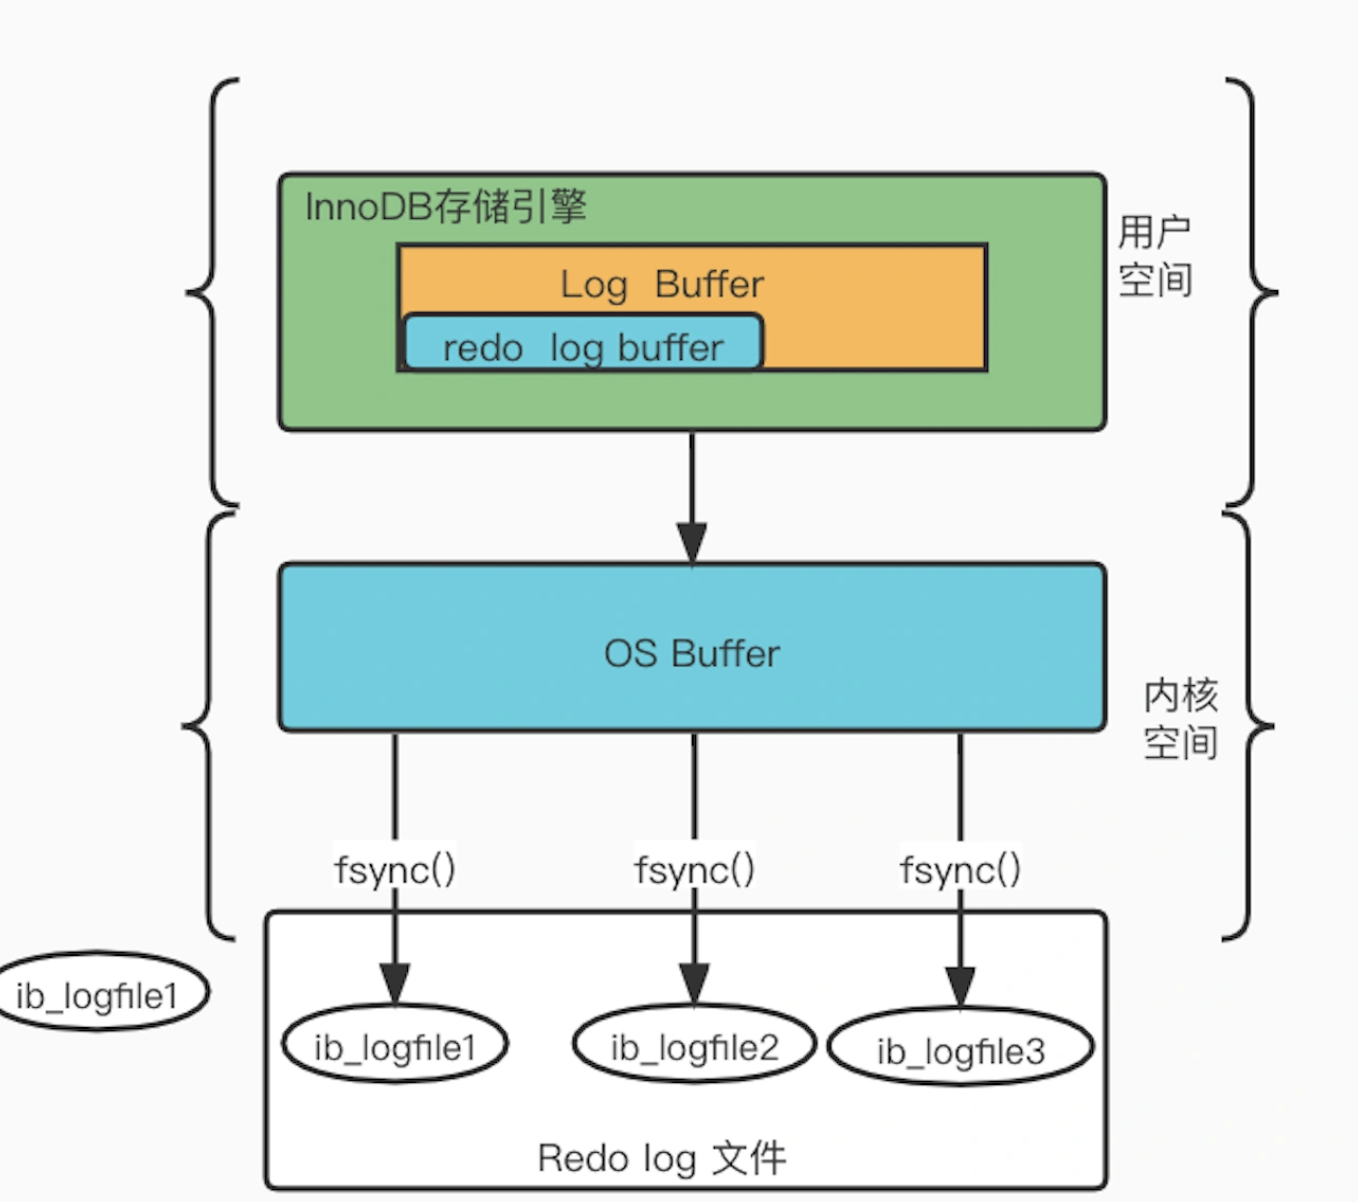 InnoDB存储引擎
用户
空间
Log Buffer
redo log buffer
OS Buffer
内核
空间
fsync()
fsync()
fsync()
ib_logfile1
ib_logfile1
ib_logfile2
ib_logfile3
Redo log 文件